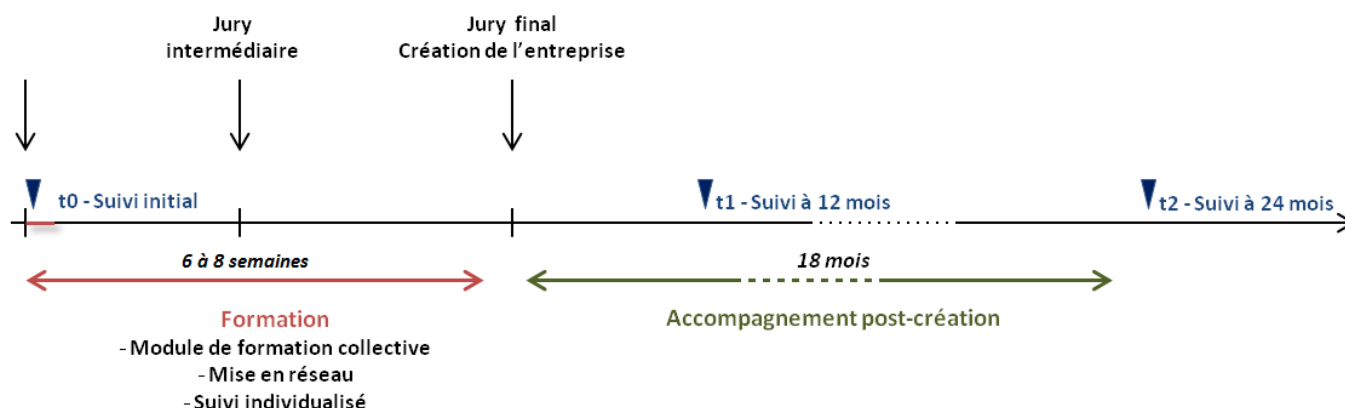 Jury
intermédiaire
Jury final
Création de l'entreprise
t0 - Suivi initial
t1 - Suivi à 12 mois
t2 - Suivi à 24 mois
6 à 8 semaines
18 mois
Formation
- Module de formation collective
- Mise en réseau
- Suivi individualisé
Accompagnement post-création